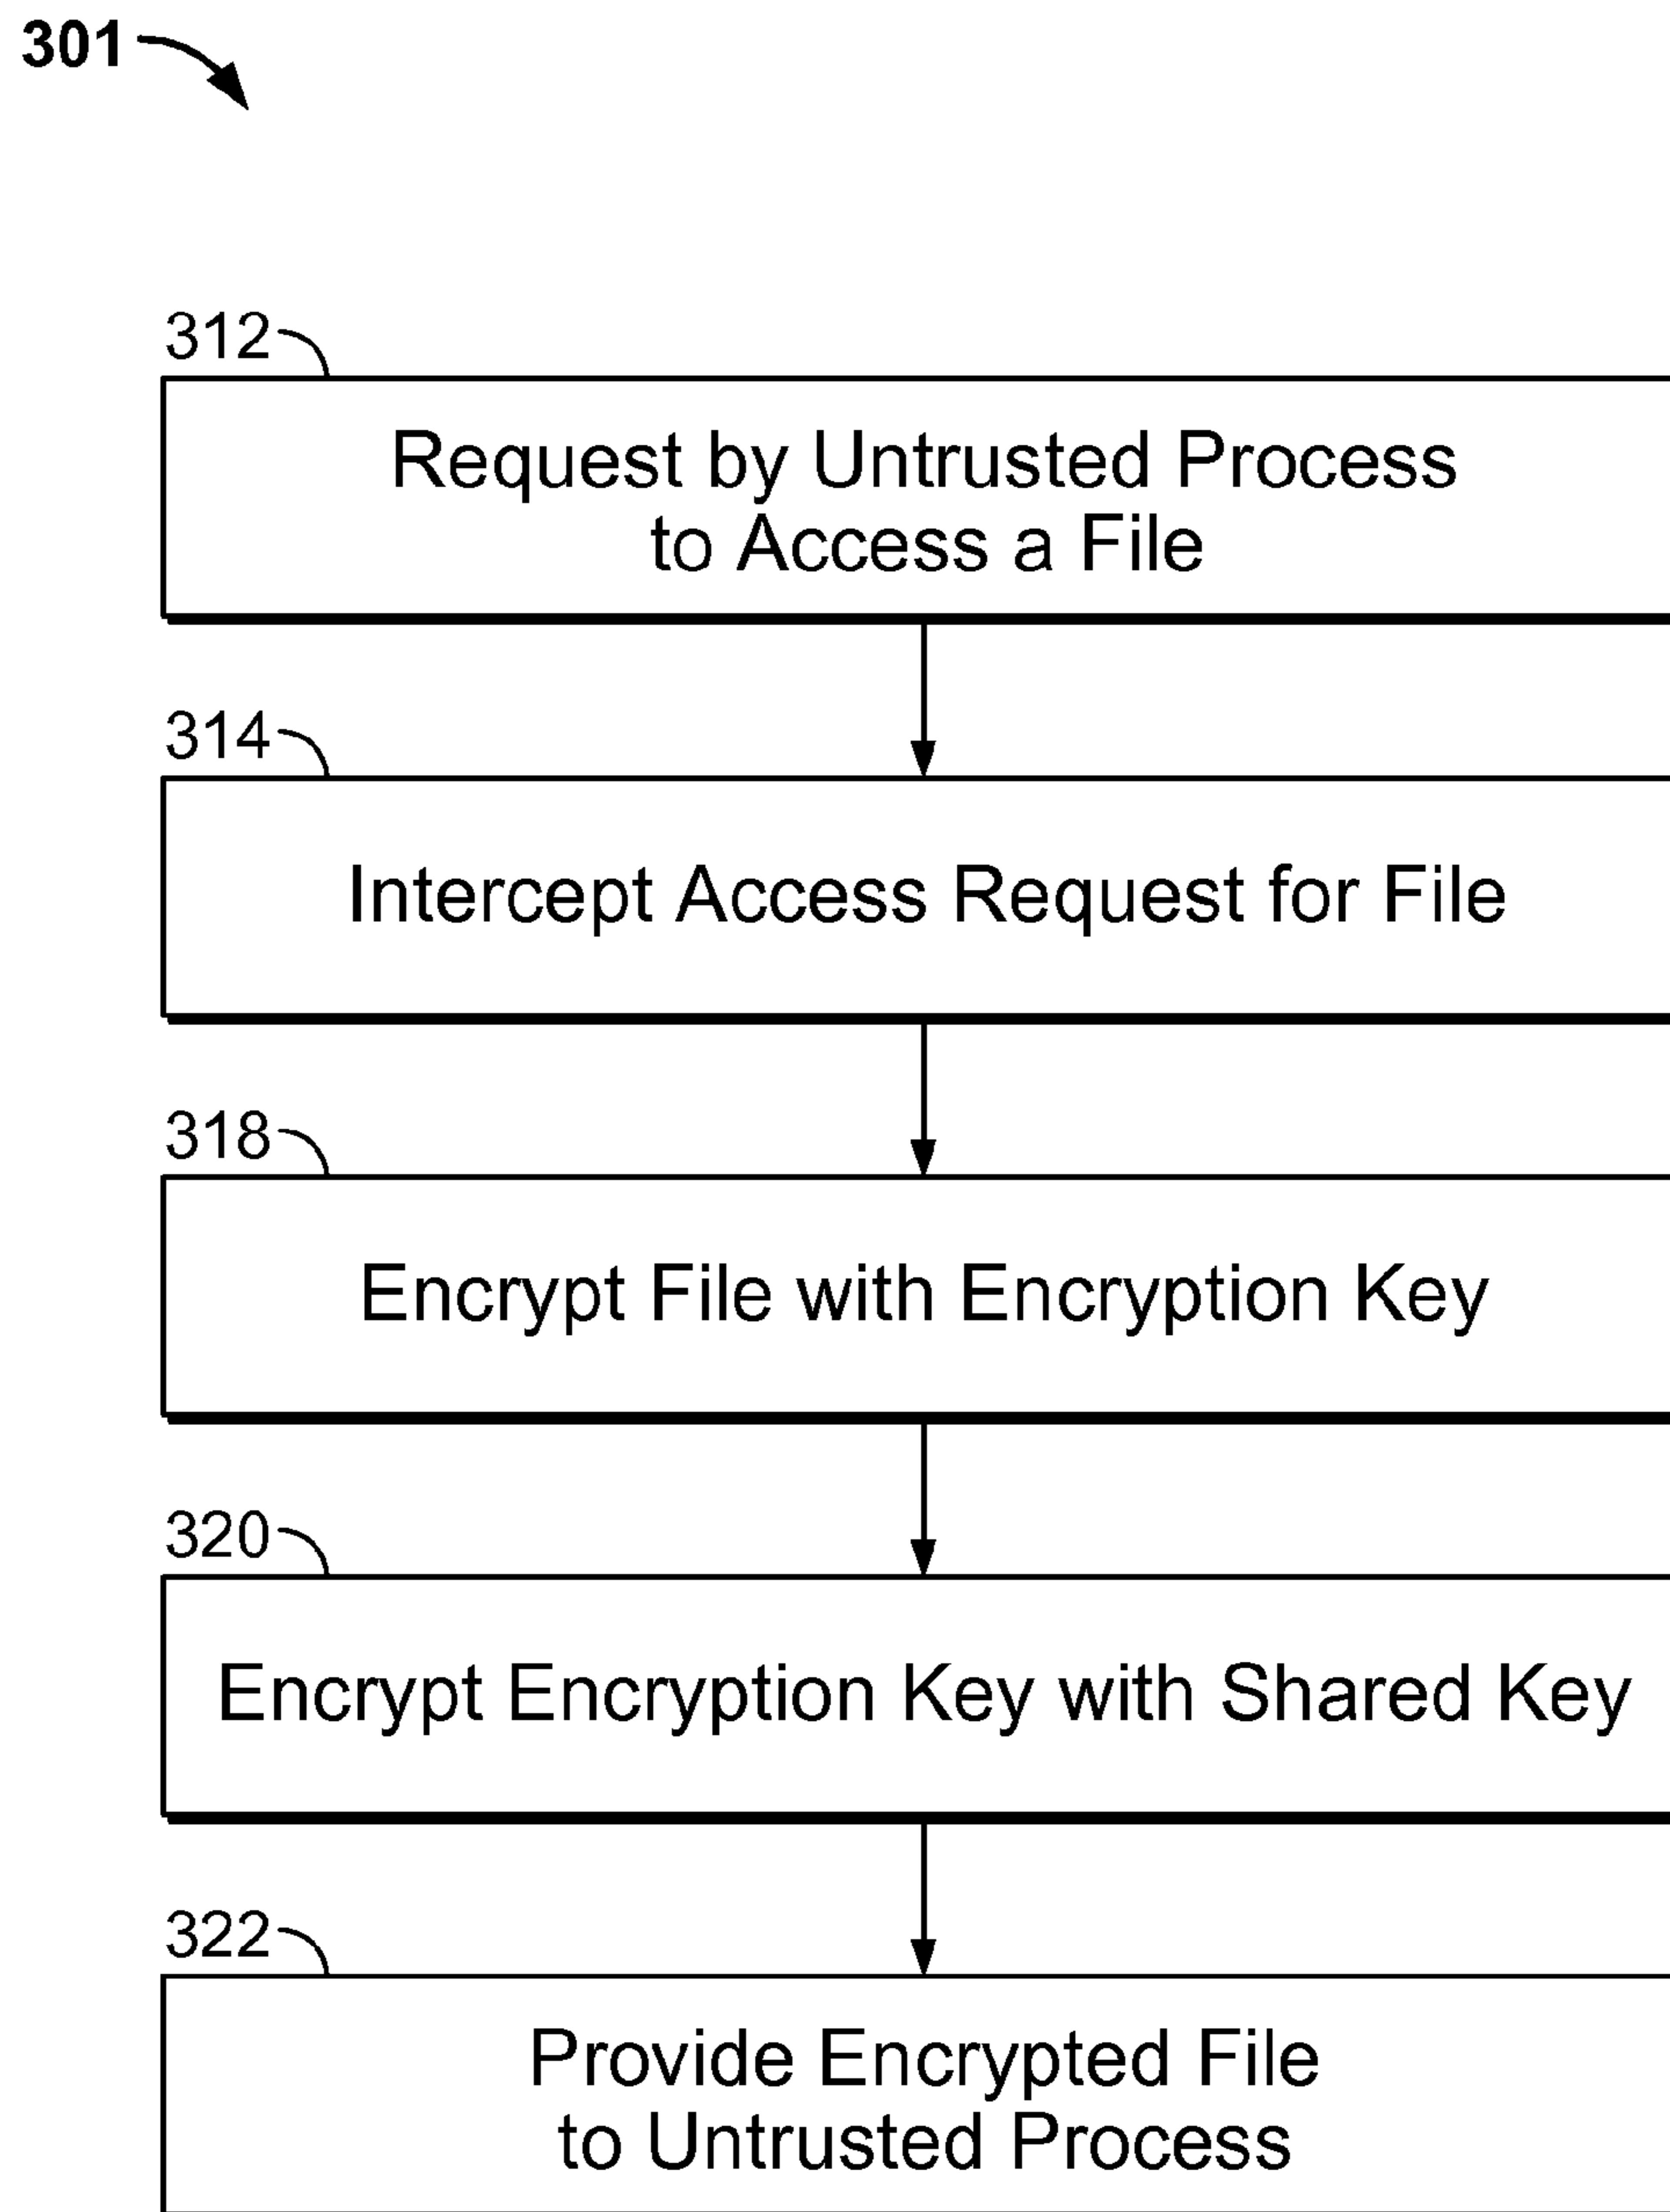 301
312
Request by Untrusted Process
to Access a File
314
Intercept Access Request for File
318
Encrypt File with Encryption Key
320
Encrypt Encryption Key with Shared Key
322
Provide Encrypted File
to Untrusted Process